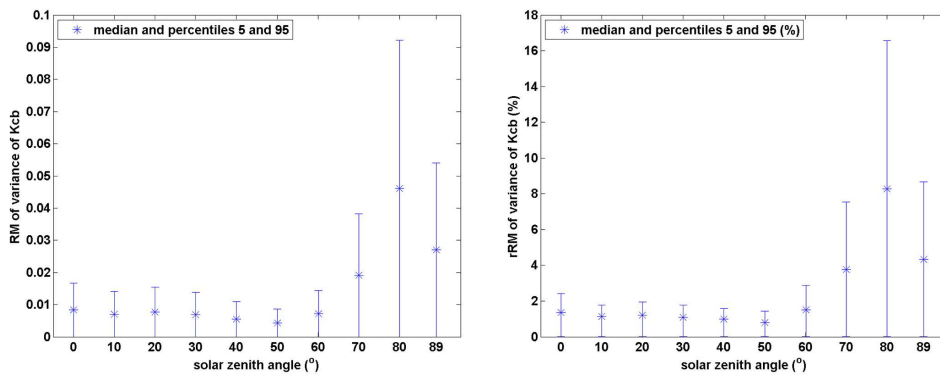 median and percentiles 5 and 95
RM of variance of Kcb
0.1
0.09
0.08
0.07
0.06
0.05
0.04
0.03
0.02
0.01
0
0 10 20 30 40 50 60 70 80 89
solar zenith angle (°)
median and percentiles 5 and 95 (%)
rRM of variance of Kcb (%)
18
16
14
12
10
8
6
4
2
0
0 10 20 30 40 50 60 70 80 89
solar zenith angle (°)